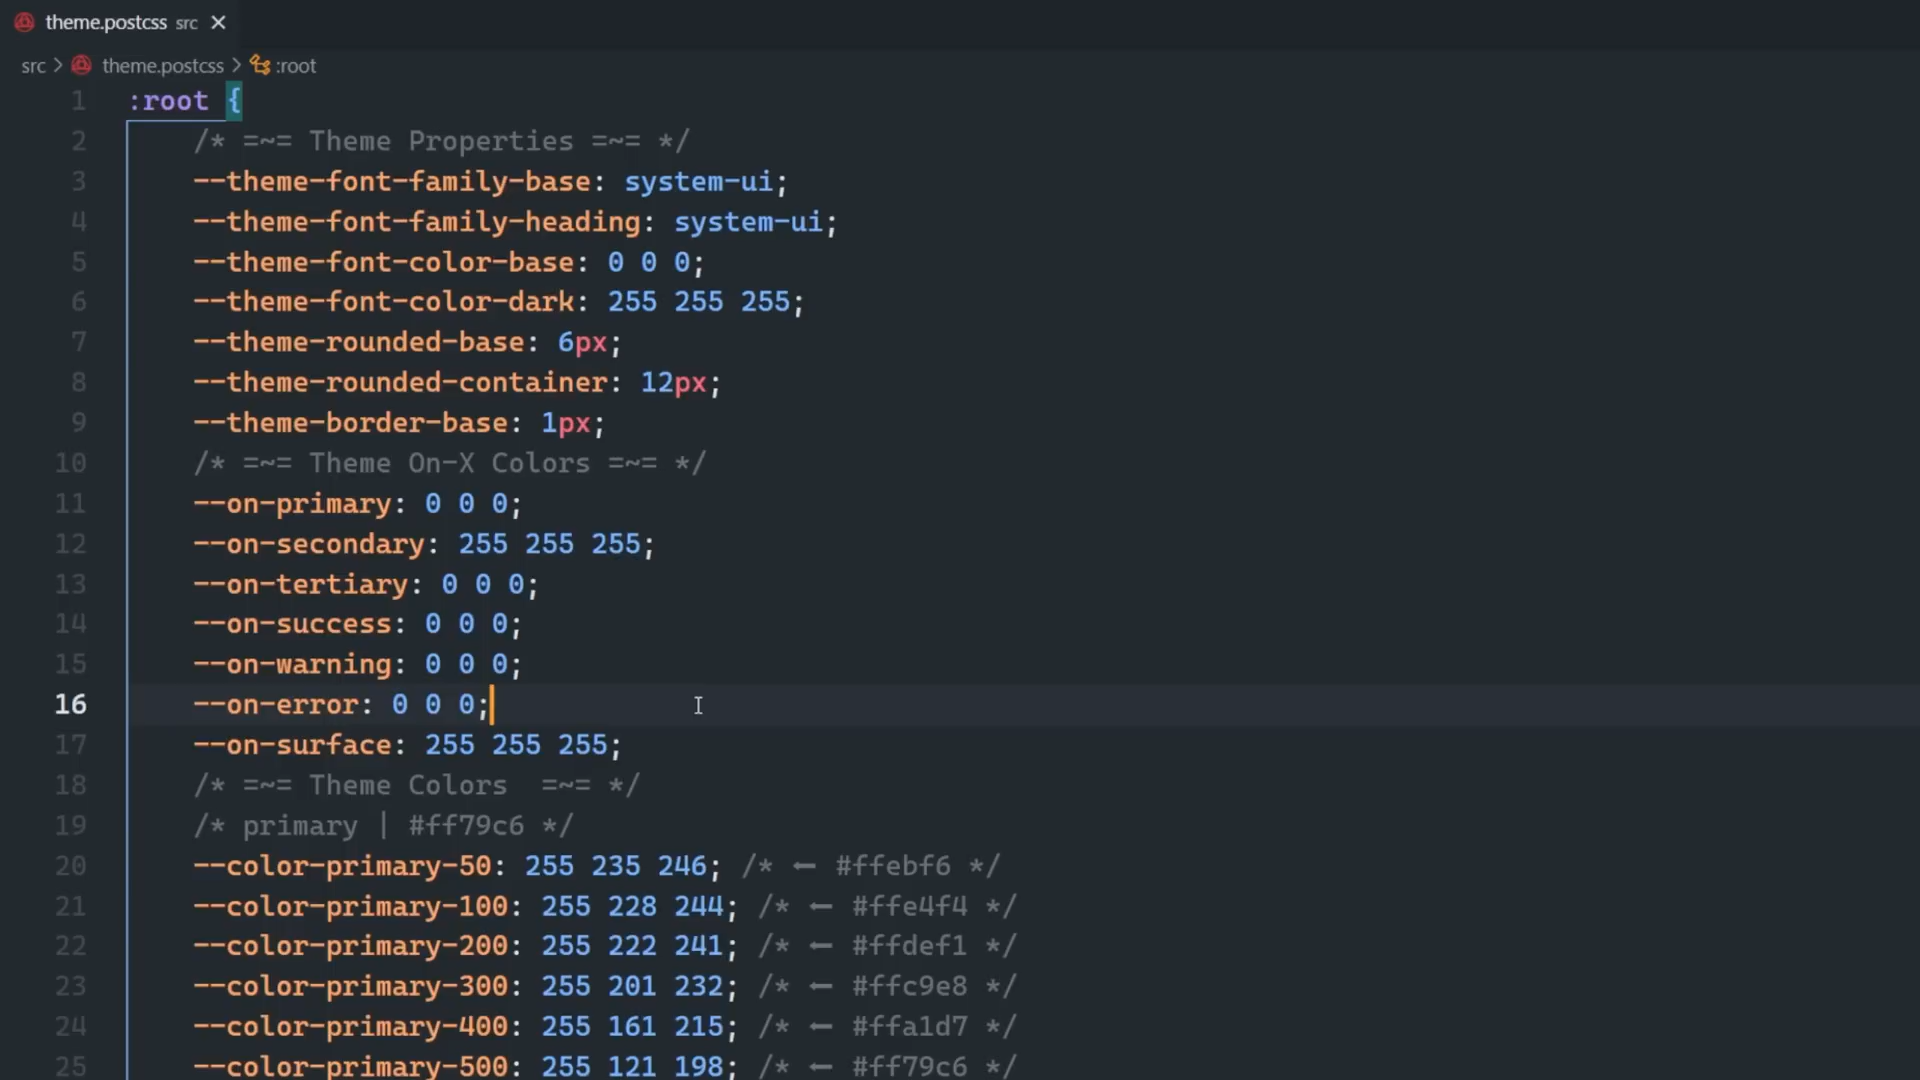 theme.postcss src ×
src > theme.postcss > :root
1 :root {
2 /* =~= Theme Properties =~= */
3 --theme-font-family-base: system-ui;
4 --theme-font-family-heading: system-ui;
5 --theme-font-color-base: 0 0 0;
6 --theme-font-color-dark: 255 255 255;
7 --theme-rounded-base: 6px;
8 --theme-rounded-container: 12px;
9 --theme-border-base: 1px;
10 /* =~= Theme On-X Colors =~= */
11 --on-primary: 0 0 0;
12 --on-secondary: 255 255 255;
13 --on-tertiary: 0 0 0;
14 --on-success: 0 0 0;
15 --on-warning: 0 0 0;
16 --on-error: 0 0 0;
17 --on-surface: 255 255 255;
18 /* =~= Theme Colors  =~= */
19 /* primary | #ff79c6 */
20 --color-primary-50: 255 235 246; /* ⬅ #ffebf6 */
21 --color-primary-100: 255 228 244; /* ⬅ #ffe4f4 */
22 --color-primary-200: 255 222 241; /* ⬅ #ffdef1 */
23 --color-primary-300: 255 201 232; /* ⬅ #ffc9e8 */
24 --color-primary-400: 255 161 215; /* ⬅ #ffa1d7 */
25 --color-primary-500: 255 121 198; /* ⬅ #ff79c6 */